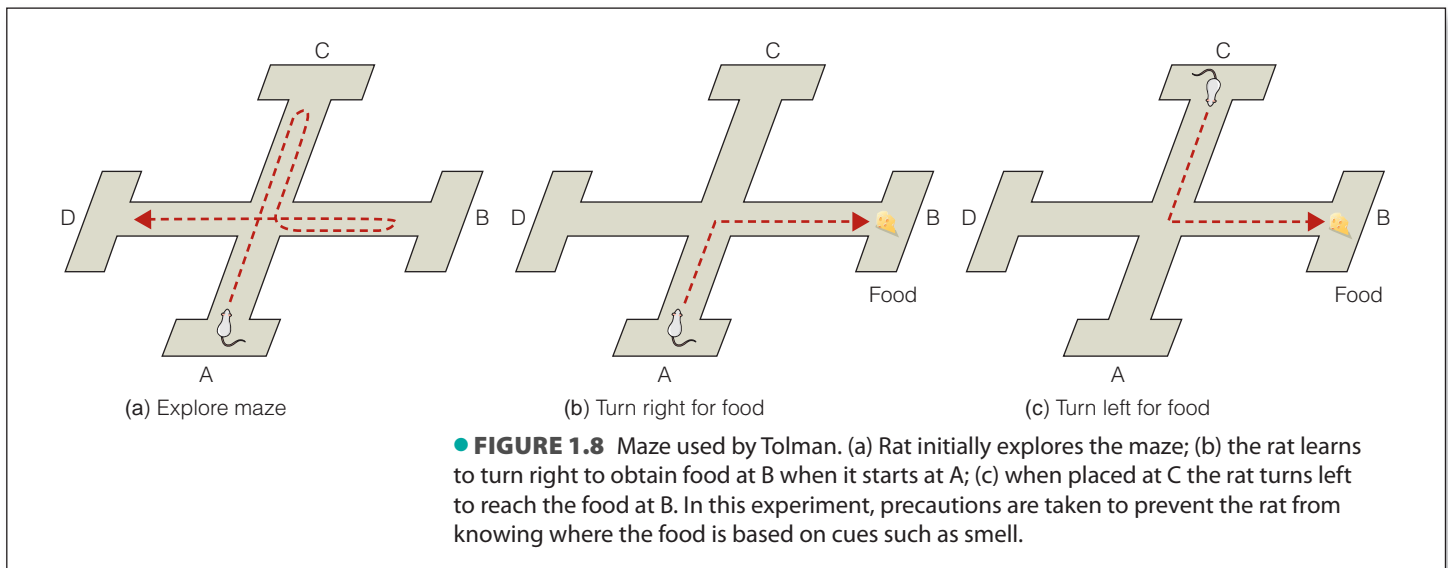 C
D
B
A
(a) Explore maze
C
D
B
Food
A
(b) Turn right for food
C
D
B
Food
A
(c) Turn left for food
● FIGURE 1.8 Maze used by Tolman. (a) Rat initially explores the maze; (b) the rat learns
to turn right to obtain food at B when it starts at A; (c) when placed at C the rat turns left
to reach the food at B. In this experiment, precautions are taken to prevent the rat from
knowing where the food is based on cues such as smell.